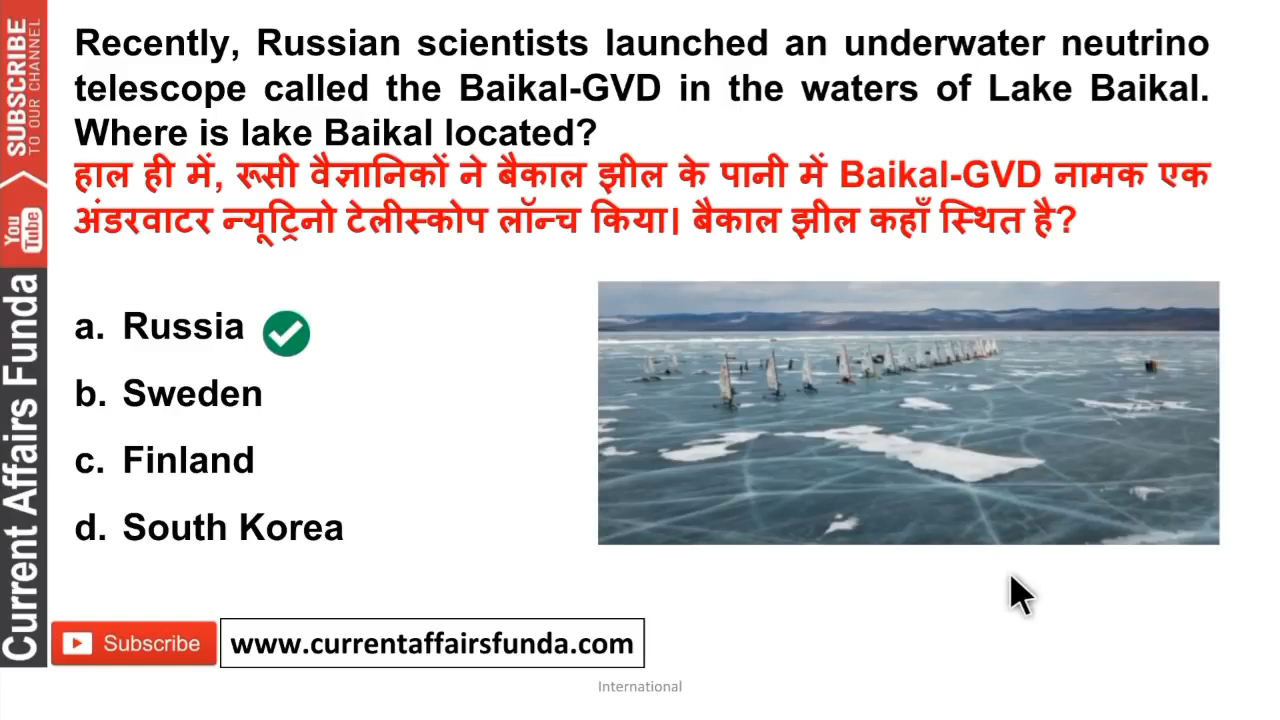 Recently, Russian scientists launched an underwater neutrino
telescope called the Baikal-GVD in the waters of Lake Baikal.
Where is lake Baikal located?
हाल ही में, रूसी वैज्ञानिकों ने बैकाल झील के पानी में Baikal-GVD नामक एक
अंडरवाटर न्यूट्रिनो टेलीस्कोप लॉन्च किया। बैकाल झील कहाँ स्थित है?
a. Russia
b. Sweden
c. Finland
d. South Korea
SUBSCRIBE
TO OUR CHANNEL
You
Tube
Current Affairs Funda
Subscribe
www.currentaffairsfunda.com
International